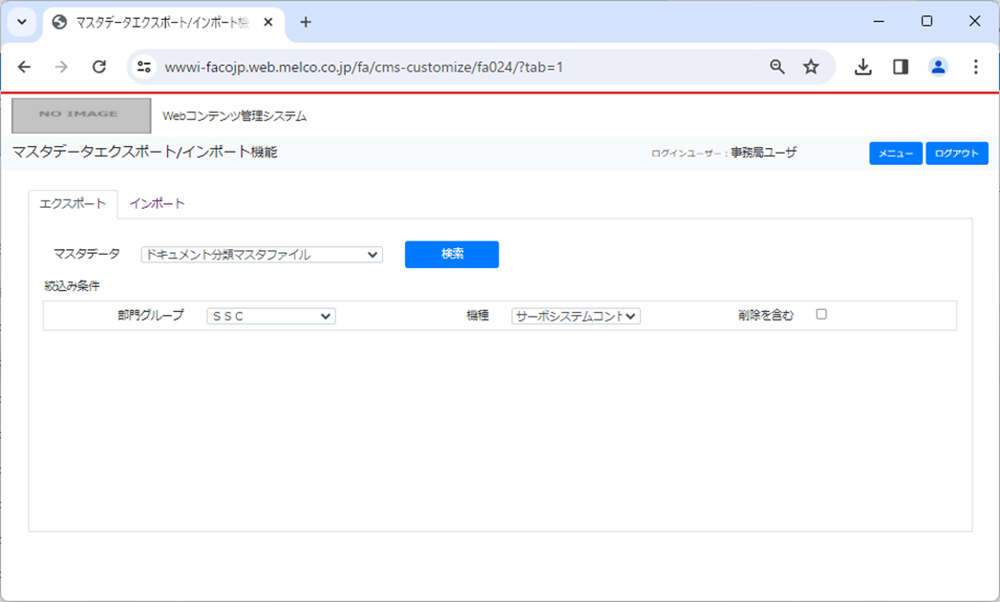 マスタデータエクスポート/インポート機
wwwi-facojp.web.melco.co.jp/fa/cms-customize/fa024/?tab=1
NO IMAGE Webコンテンツ管理システム
マスタデータエクスポート/インポート機能 ログインユーザー：事務局ユーザ メニュー ログアウト
エクスポート インポート
マスタデータ ドキュメント分類マスタファイル 検索
絞込み条件
部門グループ ＳＳＣ 機種 サーボシステムコント 削除を含む